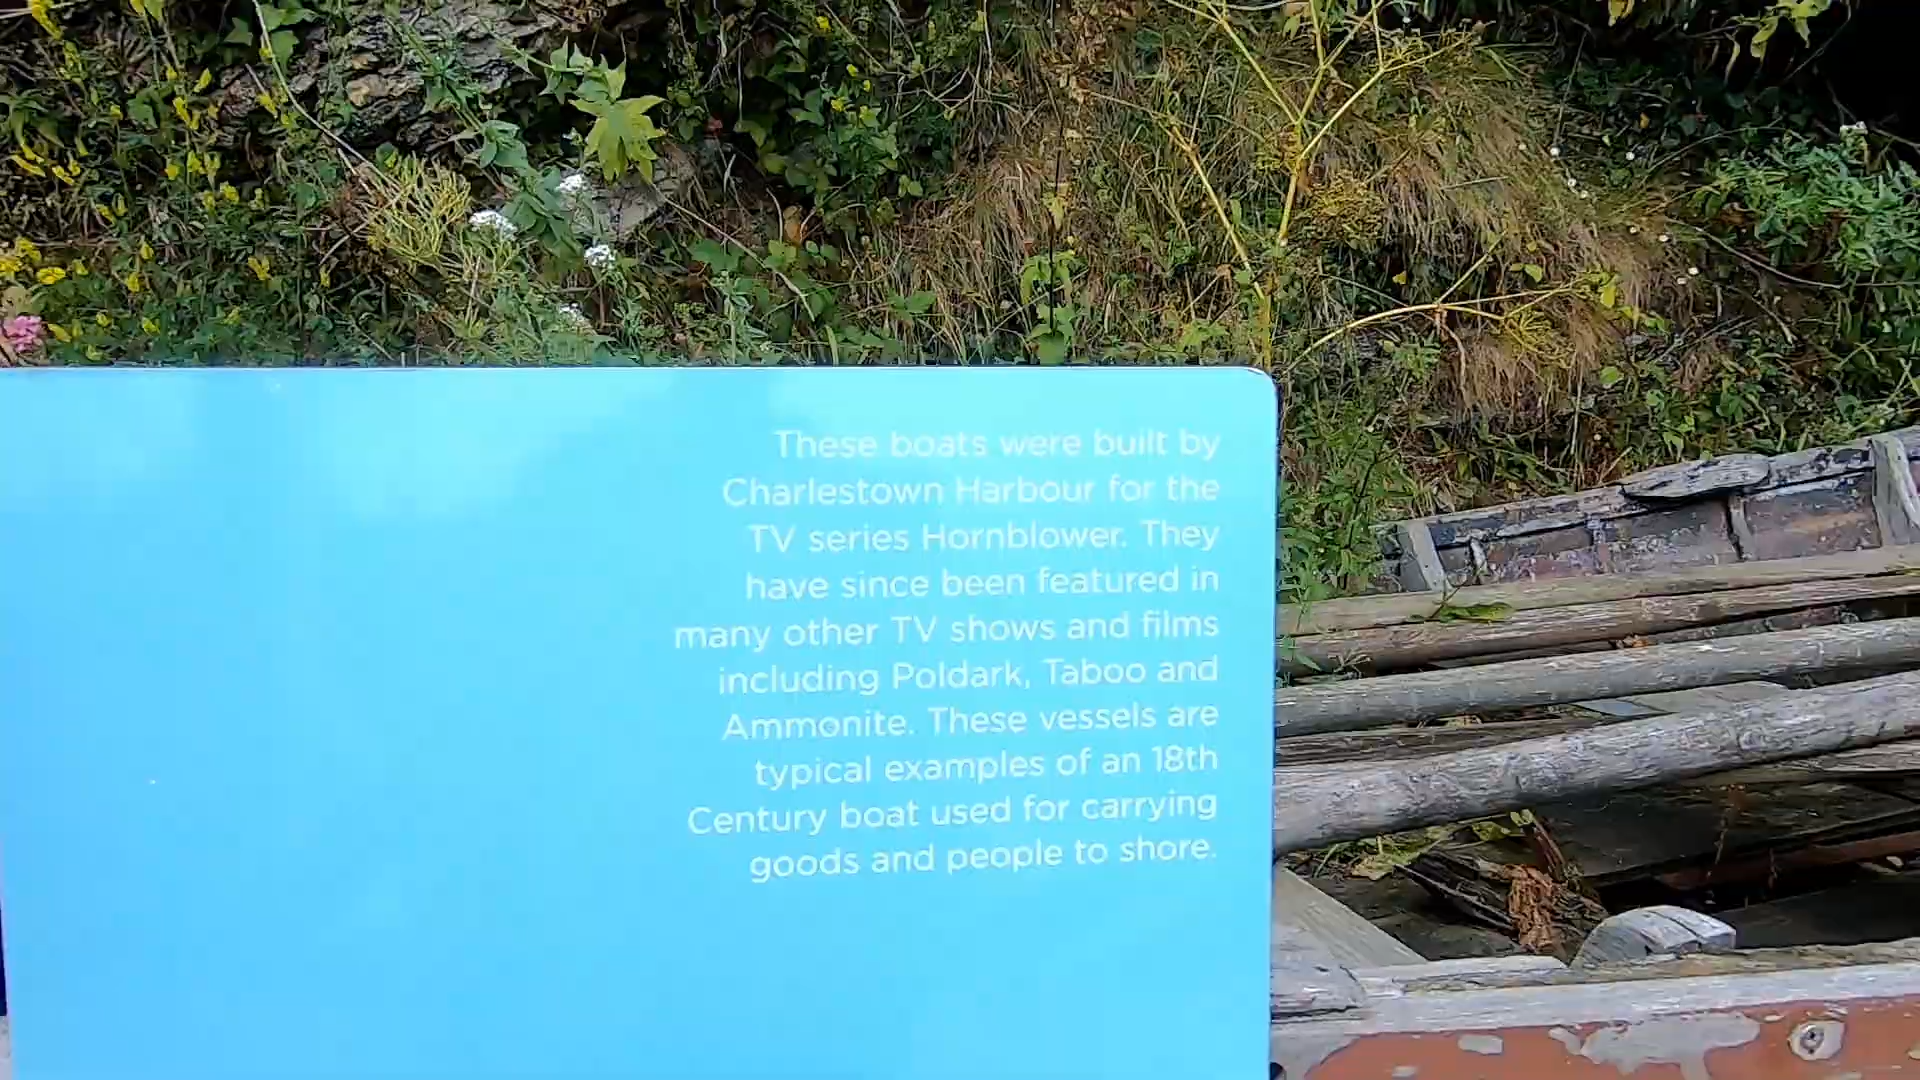 These boats were built by
Charlestown Harbour for the
TV series Hornblower. They
have since been featured in
many other TV shows and films
including Poldark, Taboo and
Ammonite. These vessels are
typical examples of an 18th
Century boat used for carrying
goods and people to shore.